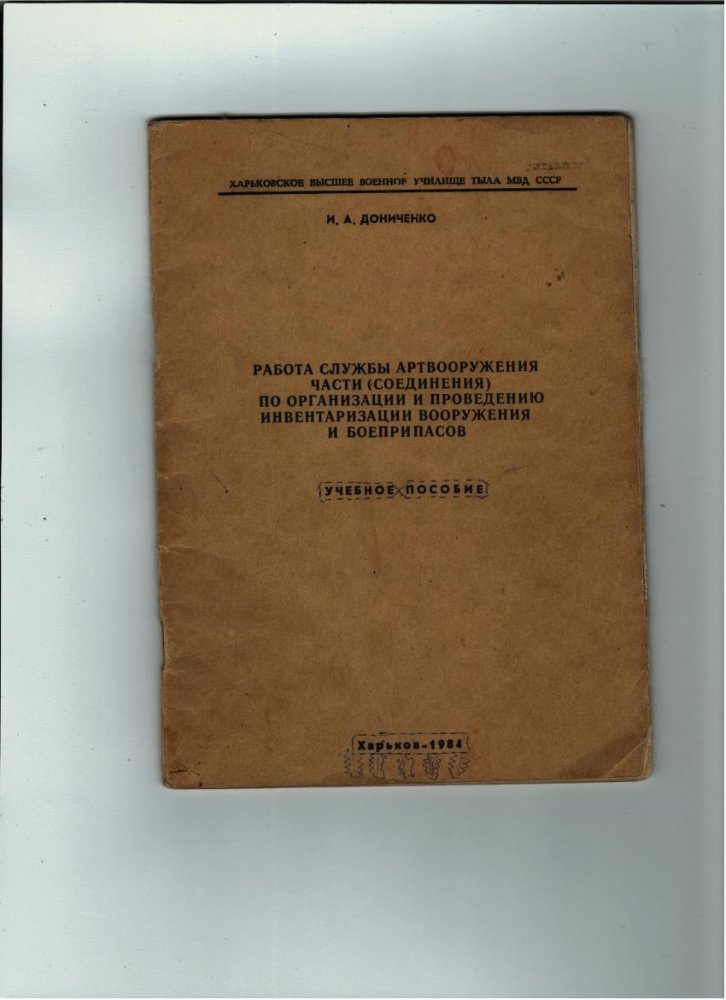 ХАРЬКОВСКОЕ ВЫСШЕЕ ВОЕННОЕ УЧИЛИЩЕ ТЫЛА МВД СССР
И. А. ДОНИЧЕНКО
РАБОТА СЛУЖБЫ АРТВООРУЖЕНИЯ
ЧАСТИ (СОЕДИНЕНИЯ)
ПО ОРГАНИЗАЦИИ И ПРОВЕДЕНИЮ
ИНВЕНТАРИЗАЦИИ ВООРУЖЕНИЯ
И БОЕПРИПАСОВ
УЧЕБНОЕ ПОСОБИЕ
Харьков-1984